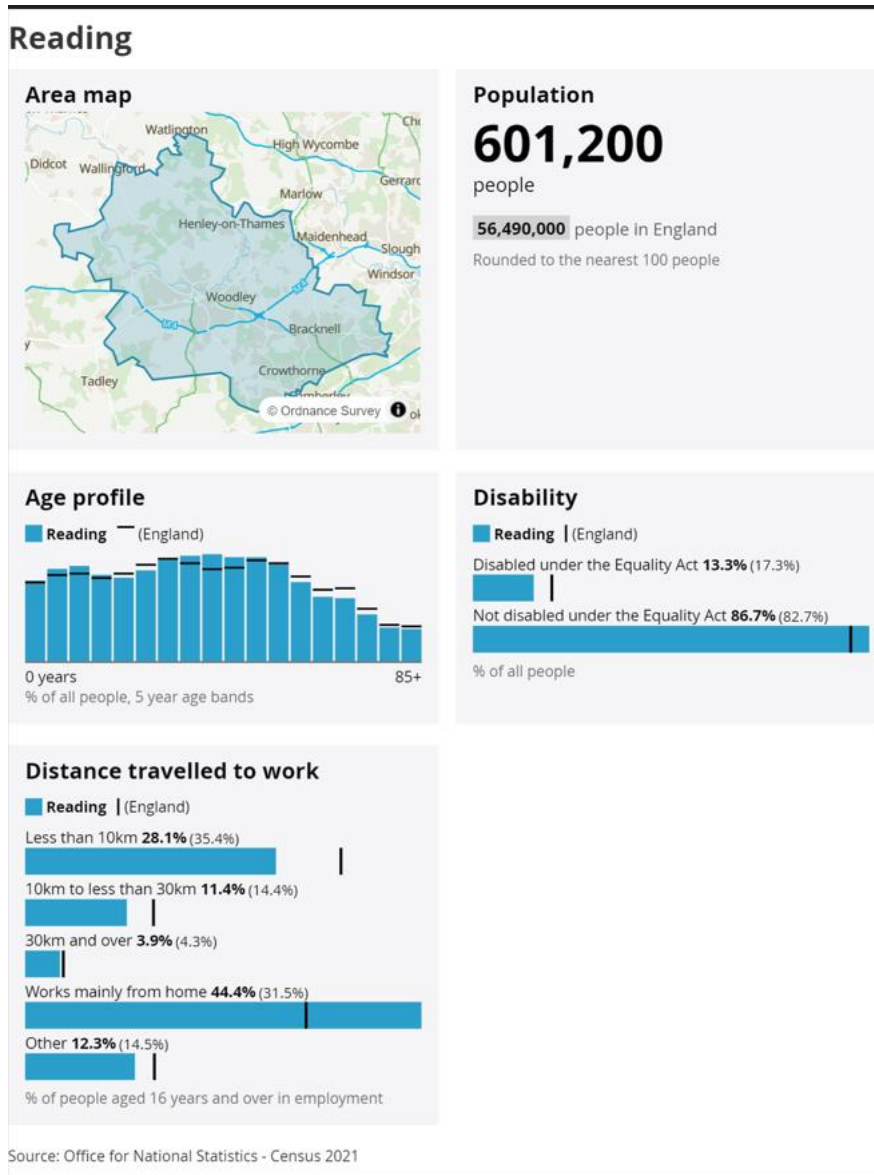 Reading
Area map
Watlington
High Wycombe
Didcot
Wallingford
Marlow
Henley-on-Thames
Maidenhead
Slough
Windsor
Woodley
M4
M4
Bracknell
Crowthorne
Tadley
© Ordnance Survey
Population
601,200
people
56,490,000 people in England
Rounded to the nearest 100 people
Age profile
Reading (England)
0 years 85+
% of all people, 5 year age bands
Disability
Reading (England)
Disabled under the Equality Act 13.3% (17.3%)
Not disabled under the Equality Act 86.7% (82.7%)
% of all people
Distance travelled to work
Reading (England)
Less than 10km 28.1% (35.4%)
10km to less than 30km 11.4% (14.4%)
30km and over 3.9% (4.3%)
Works mainly from home 44.4% (31.5%)
Other 12.3% (14.5%)
% of people aged 16 years and over in employment
Source: Office for National Statistics - Census 2021